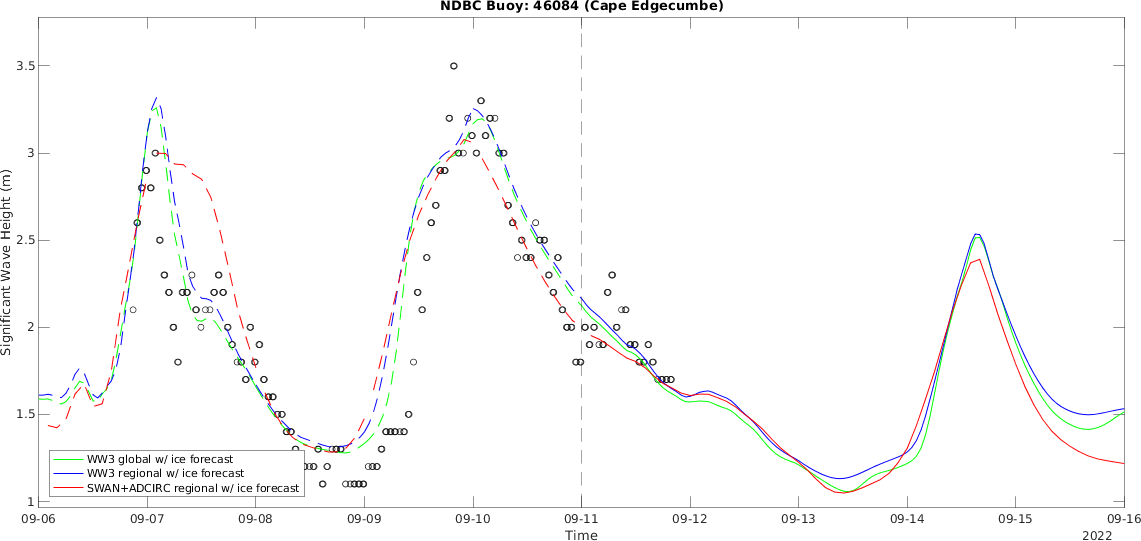 NDBC Buoy: 46084 (Cape Edgecumbe)
Significant Wave Height (m)
3.5
3
2.5
2
1.5
1
WW3 global w/ ice forecast
WW3 regional w/ ice forecast
SWAN+ADCIRC regional w/ ice forecast
09-06 09-07 09-08 09-09 09-10 09-11 09-12 09-13 09-14 09-15 09-16
Time
2022